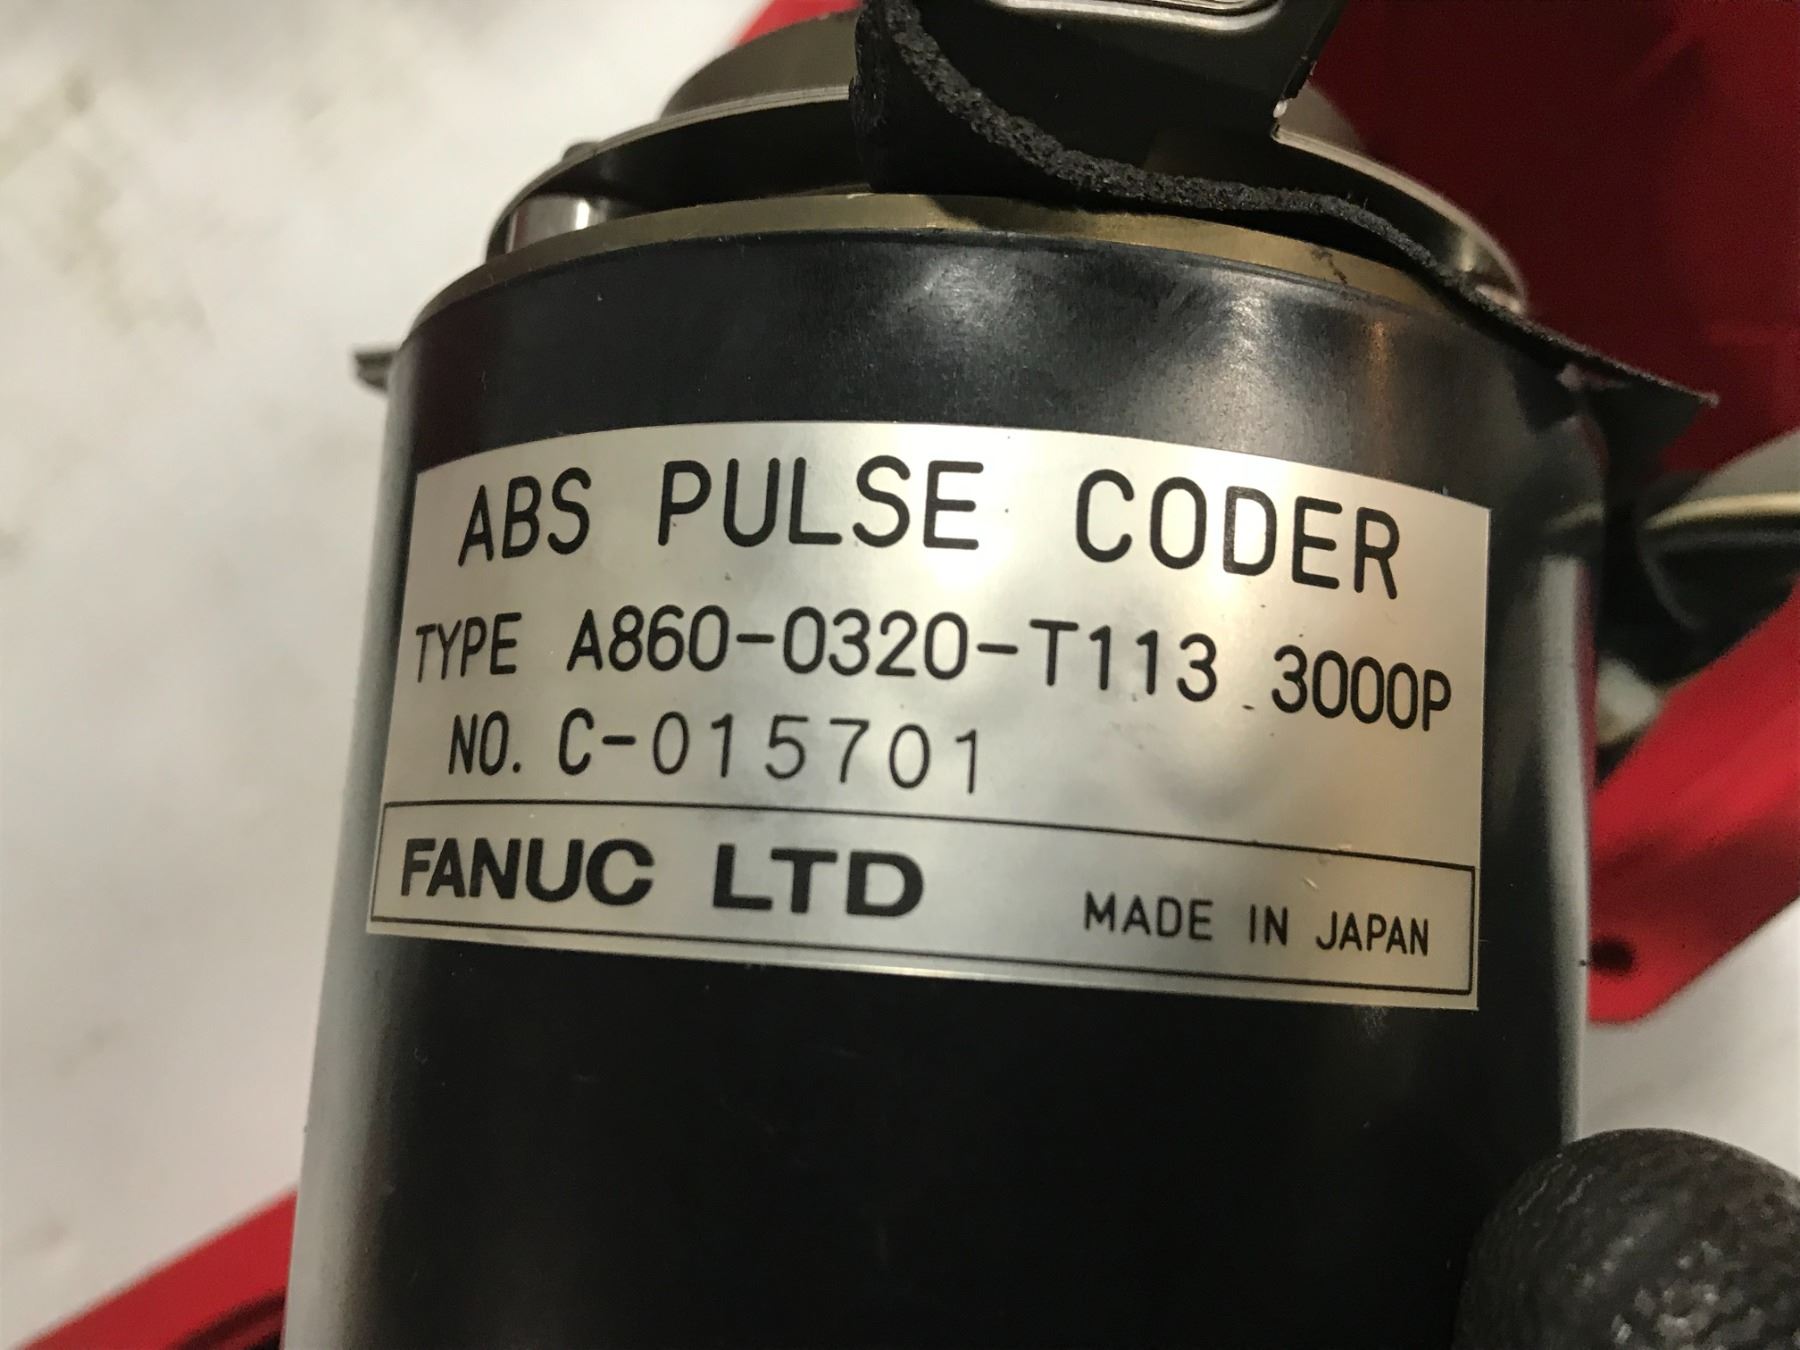 ABS PULSE CODER
TYPE A860-0320-T113 3000P
NO. C-015701
FANUC LTD MADE IN JAPAN